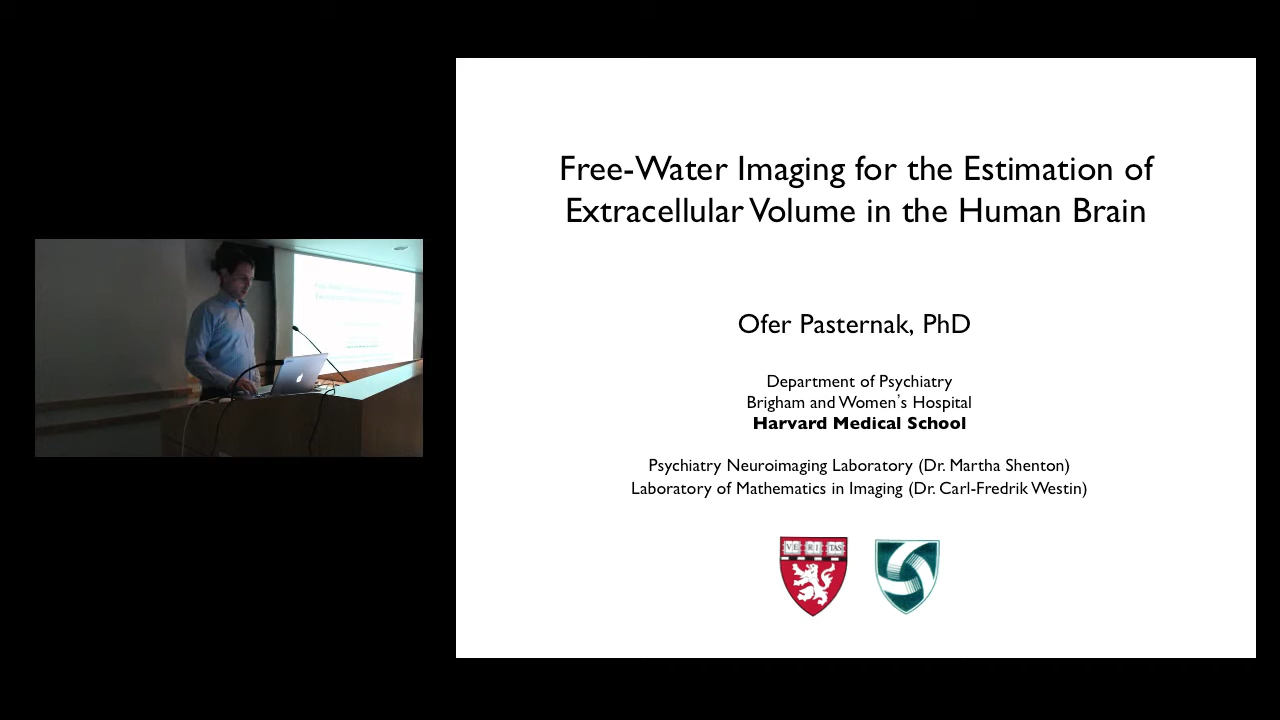 Free-Water Imaging for the Estimation of
Extracellular Volume in the Human Brain
Ofer Pasternak, PhD
Department of Psychiatry
Brigham and Women's Hospital
Harvard Medical School
Psychiatry Neuroimaging Laboratory (Dr. Martha Shenton)
Laboratory of Mathematics in Imaging (Dr. Carl-Fredrik Westin)
VE RI TAS